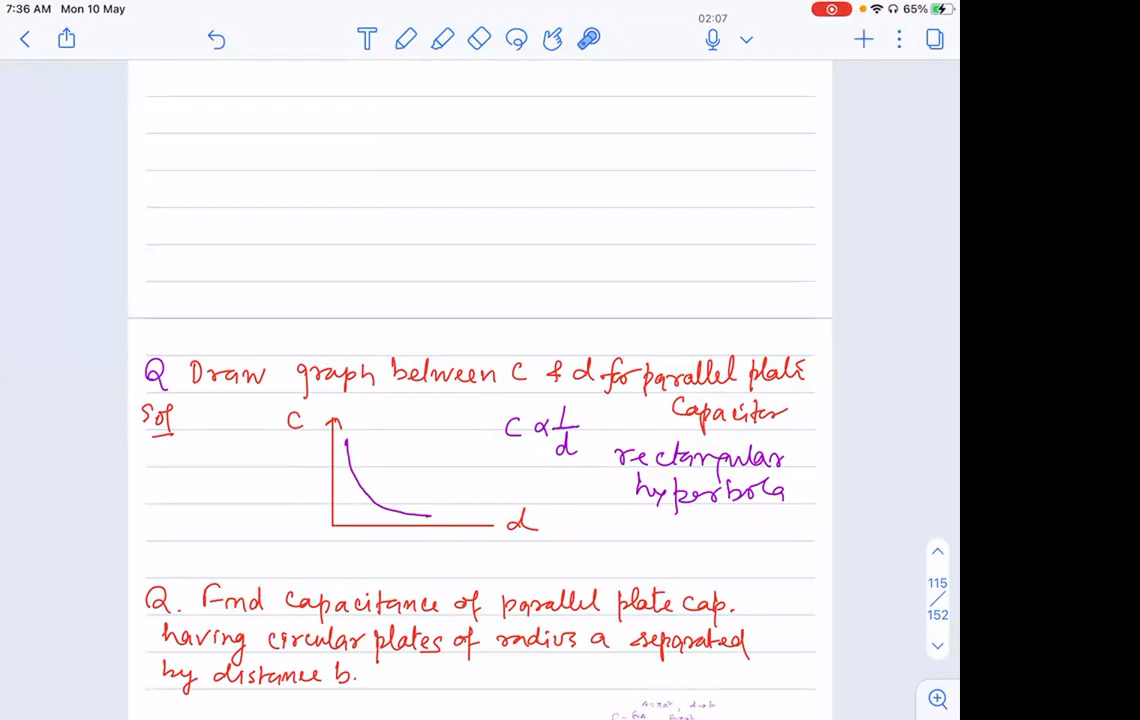 7:36 AM Mon 10 May
65%
02:07
T
Q Draw graph between C & d for parallel plate
Capacitor
Sol
C
C ∝ 1/d
rectangular
hyperbola
d
115
/
152
Q. Find capacitance of parallel plate cap.
having circular plates of radius a separated
by distance b.
A=πa², d→b